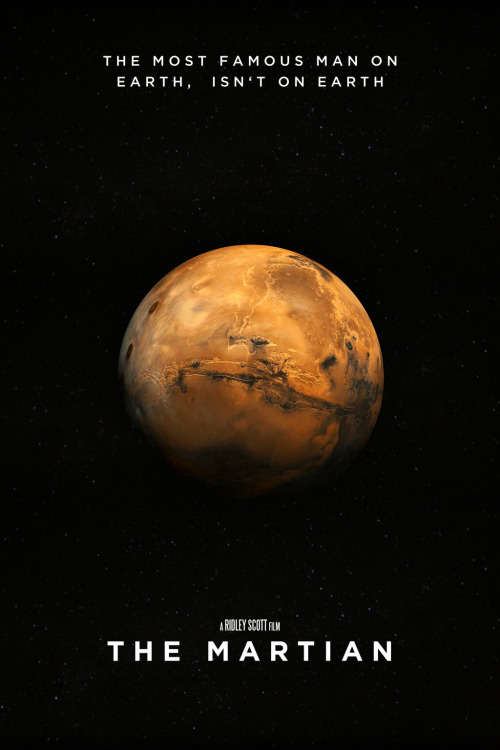 THE MOST FAMOUS MAN ON
EARTH, ISN‘T ON EARTH
A RIDLEY SCOTT FILM
THE MARTIAN